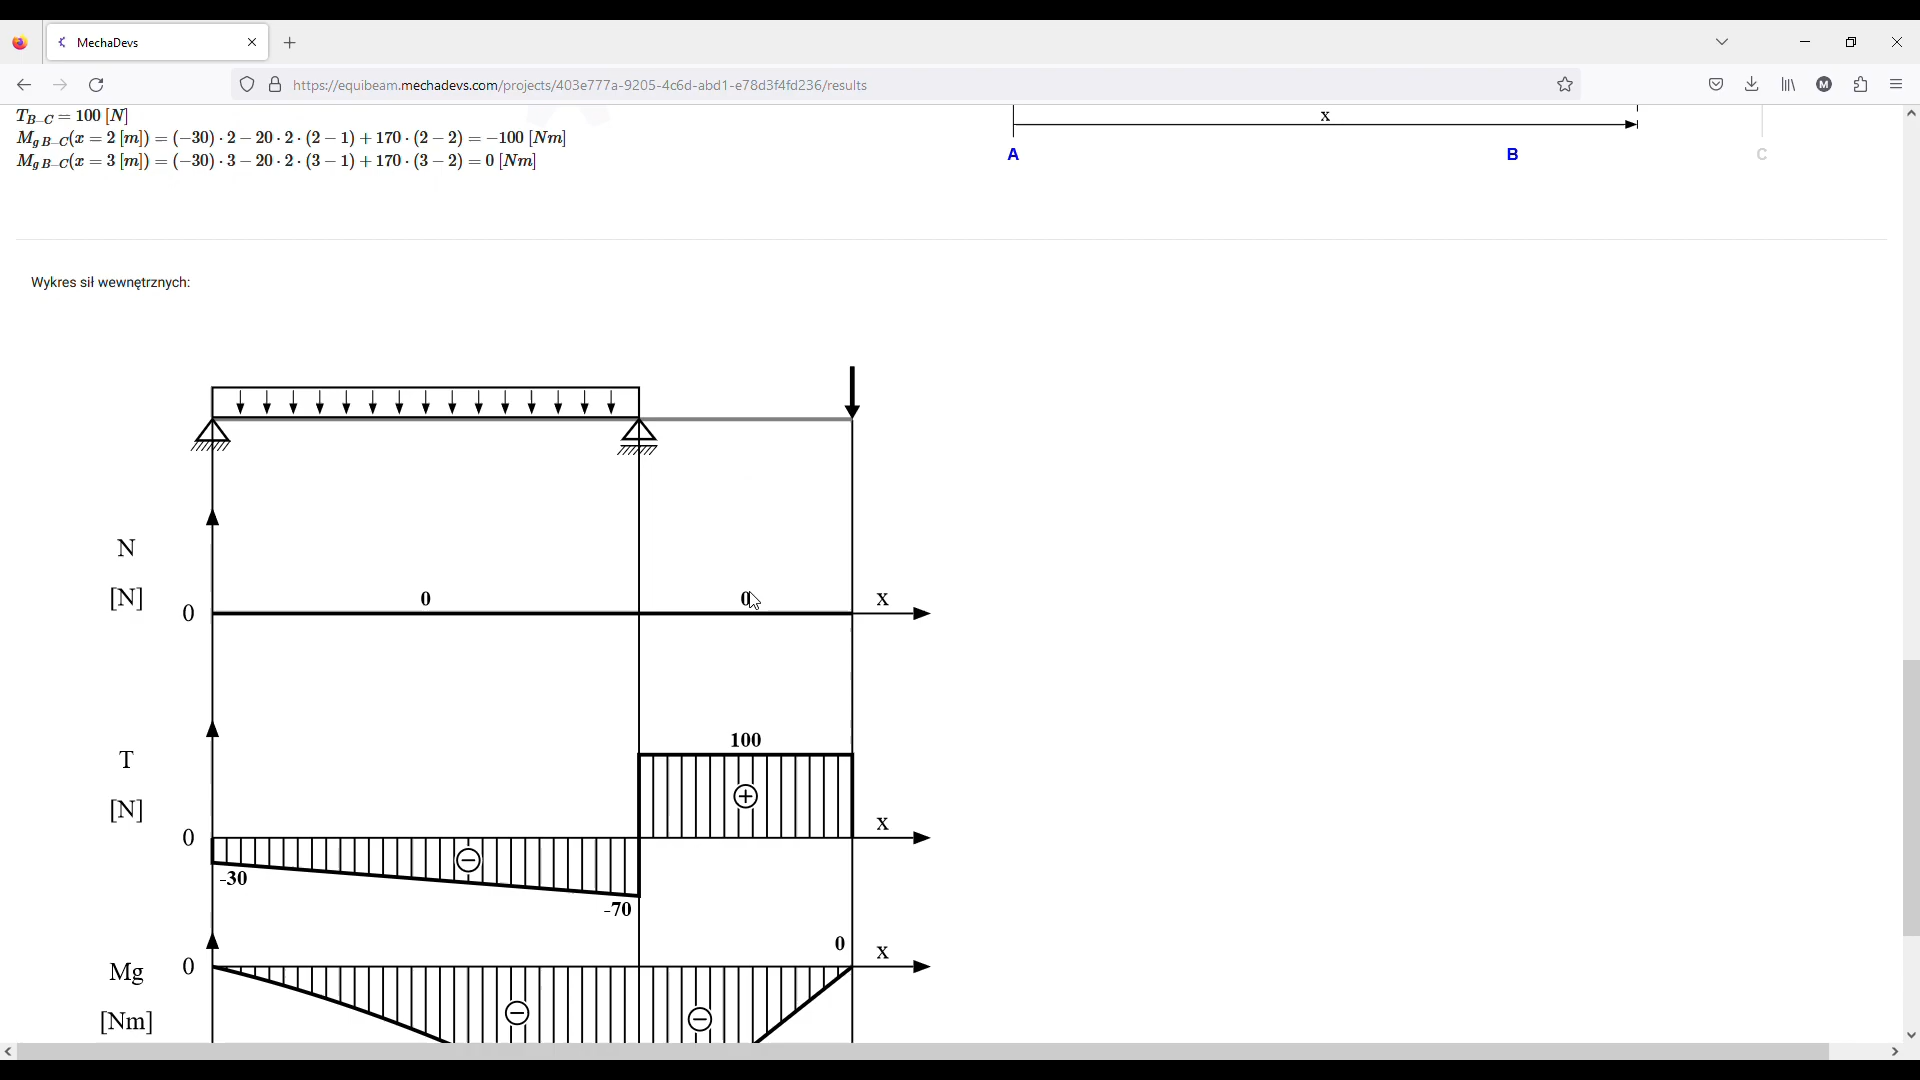 MechaDevs
https://equibeam.mechadevs.com/projects/403e777a-9205-4c6d-abd1-e78d3f4fd236/results
M
T_{B-C} = 100 [N]
M_{g B-C}(x = 2 [m]) = (−30) · 2 − 20 · 2 · (2 − 1) + 170 · (2 − 2) = −100 [Nm]
M_{g B-C}(x = 3 [m]) = (−30) · 3 − 20 · 2 · (3 − 1) + 170 · (3 − 2) = 0 [Nm]
x
A B C
Wykres sił wewnętrznych:
N
[N]
0 0 0 x
T
[N]
100
0 x
-30
-70
0
Mg
[Nm]
0 x